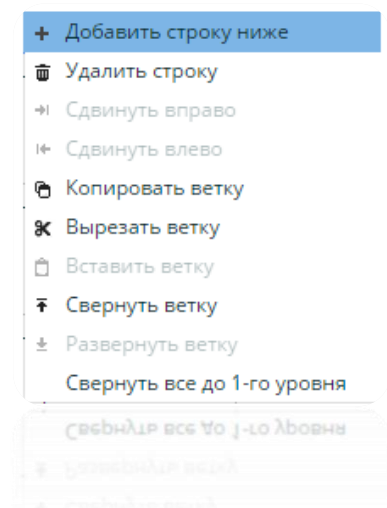 Добавить строку ниже
Удалить строку
Сдвинуть вправо
Сдвинуть влево
Копировать ветку
Вырезать ветку
Вставить ветку
Свернуть ветку
Развернуть ветку
Свернуть все до 1-го уровня